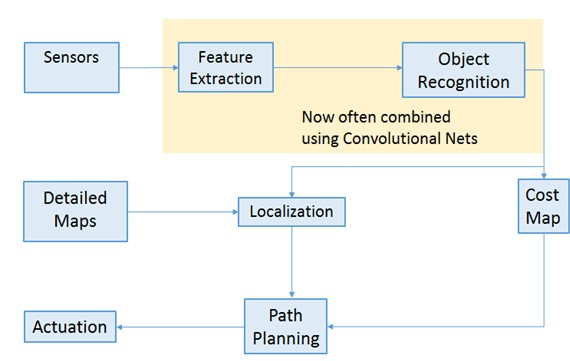 Sensors
Feature
Extraction
Object
Recognition
Now often combined
using Convolutional Nets
Detailed
Maps
Localization
Cost
Map
Actuation
Path
Planning